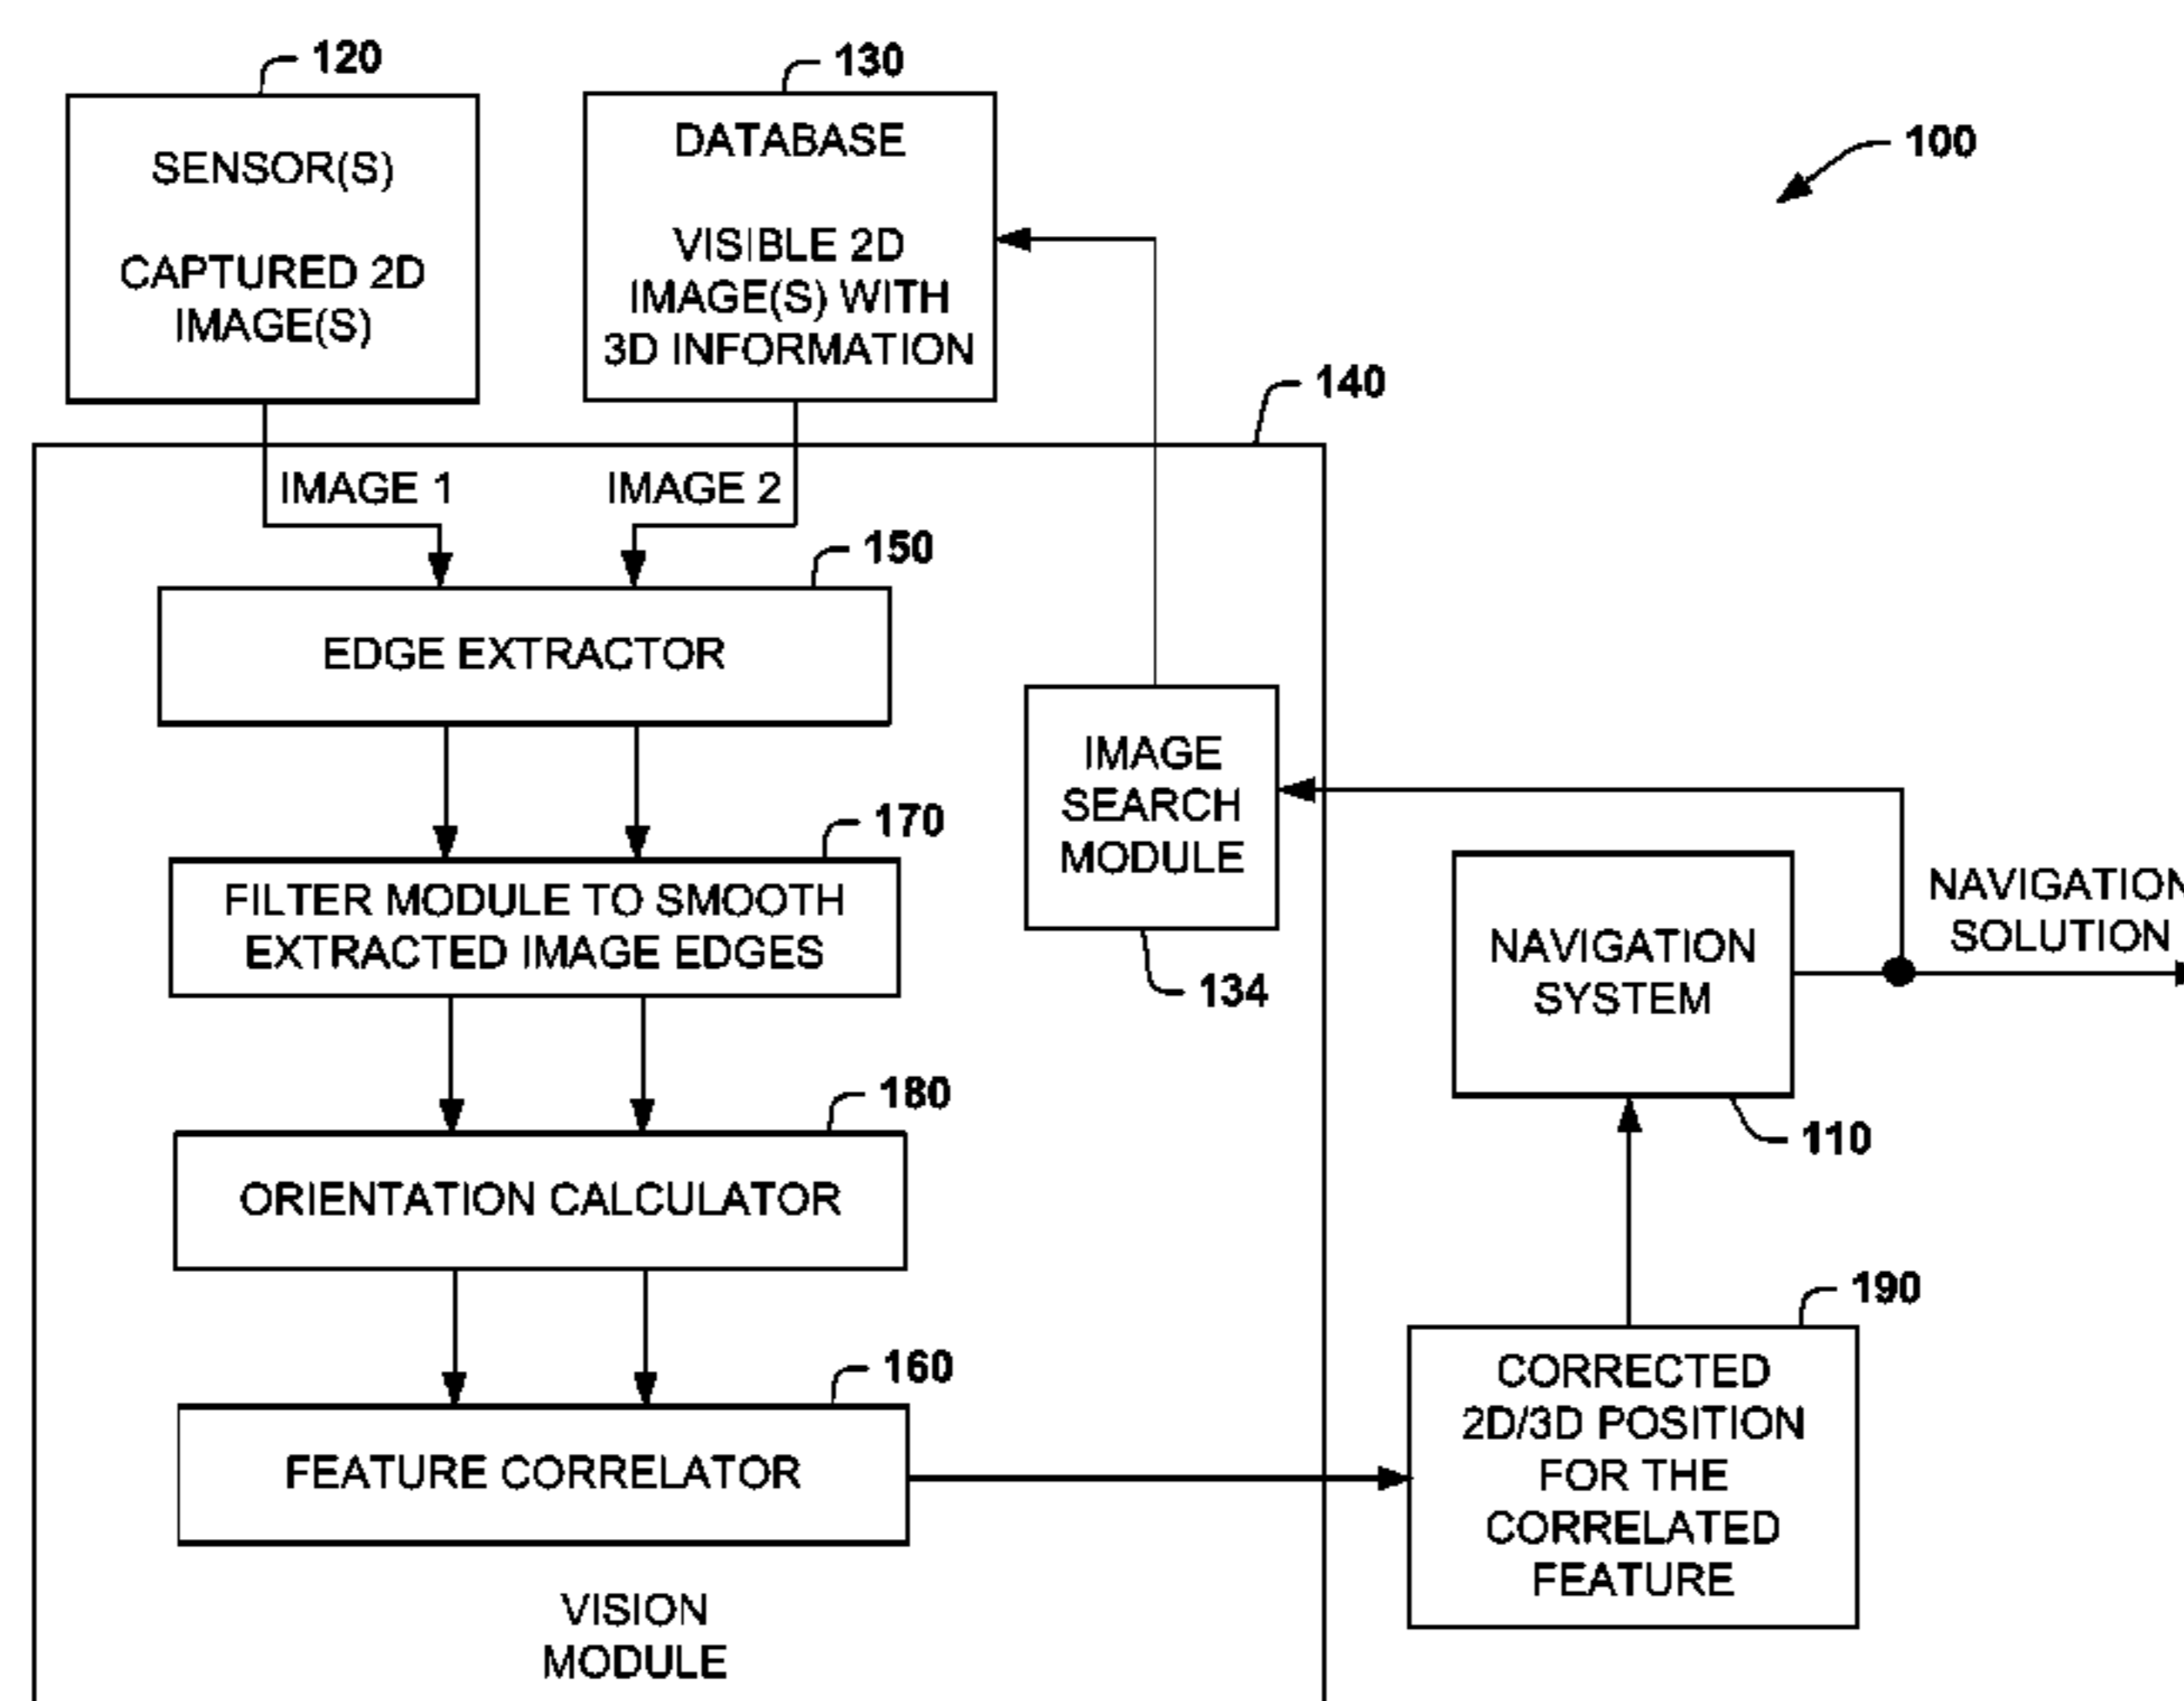 120
SENSOR(S)
CAPTURED 2D
IMAGE(S)
130
DATABASE
VISIBLE 2D
IMAGE(S) WITH
3D INFORMATION
100
140
IMAGE 1
IMAGE 2
150
EDGE EXTRACTOR
170
FILTER MODULE TO SMOOTH
EXTRACTED IMAGE EDGES
180
ORIENTATION CALCULATOR
160
FEATURE CORRELATOR
VISION
MODULE
IMAGE
SEARCH
MODULE
134
NAVIGATION
SYSTEM
110
NAVIGATION
SOLUTION
190
CORRECTED
2D/3D POSITION
FOR THE
CORRELATED
FEATURE